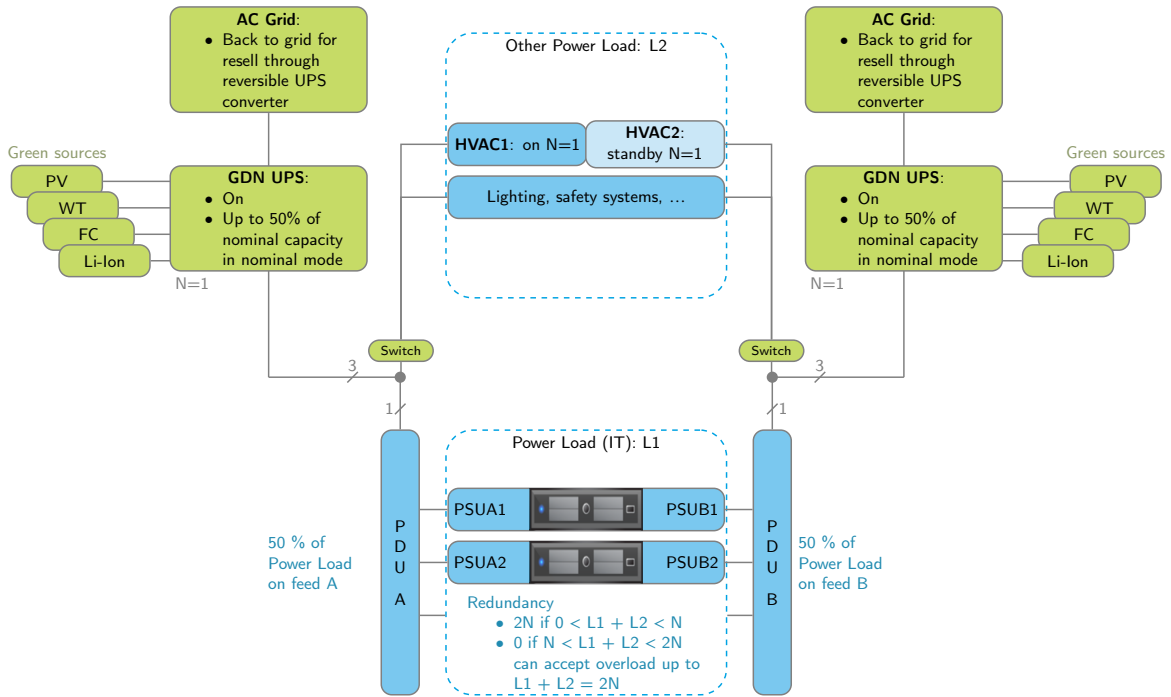 AC Grid:
• Back to grid for
resell through
reversible UPS
converter
Other Power Load: L2
AC Grid:
• Back to grid for
resell through
reversible UPS
converter
HVAC1: on N=1
HVAC2:
standby N=1
Lighting, safety systems, ...
Green sources
PV
WT
FC
Li-Ion
GDN UPS:
• On
• Up to 50% of
nominal capacity
in nominal mode
N=1
GDN UPS:
• On
• Up to 50% of
nominal capacity
in nominal mode
N=1
Green sources
PV
WT
FC
Li-Ion
Switch
Switch
3
3
1
1
Power Load (IT): L1
P
D
U
A
PSUA1
PSUB1
PSUA2
PSUB2
P
D
U
B
50 % of
Power Load
on feed A
50 % of
Power Load
on feed B
Redundancy
• 2N if 0 < L1 + L2 < N
• 0 if N < L1 + L2 < 2N
can accept overload up to
L1 + L2 = 2N